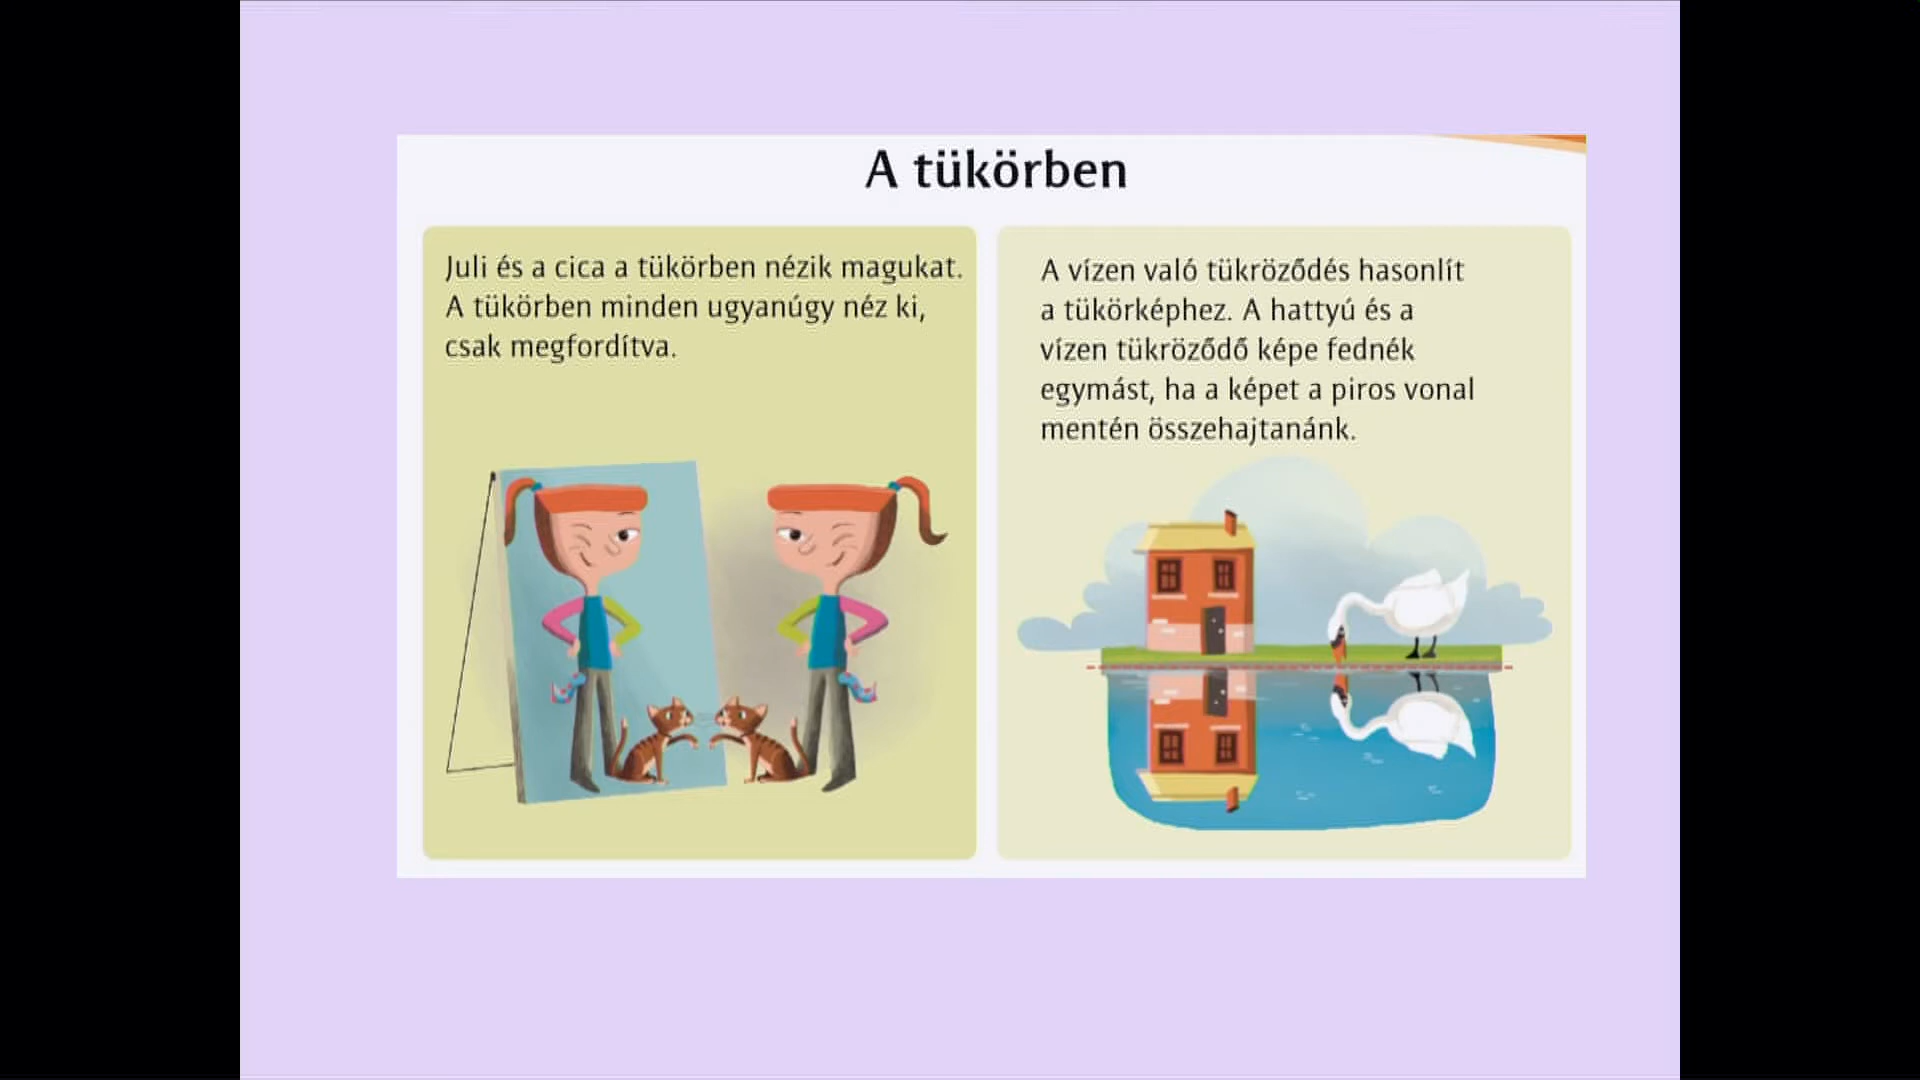 A tükörben
Juli és a cica a tükörben nézik magukat.
A tükörben minden ugyanúgy néz ki,
csak megfordítva.
A vízen való tükröződés hasonlít
a tükörképhez. A hattyú és a
vízen tükröződő képe fednék
egymást, ha a képet a piros vonal
mentén összehajtanánk.